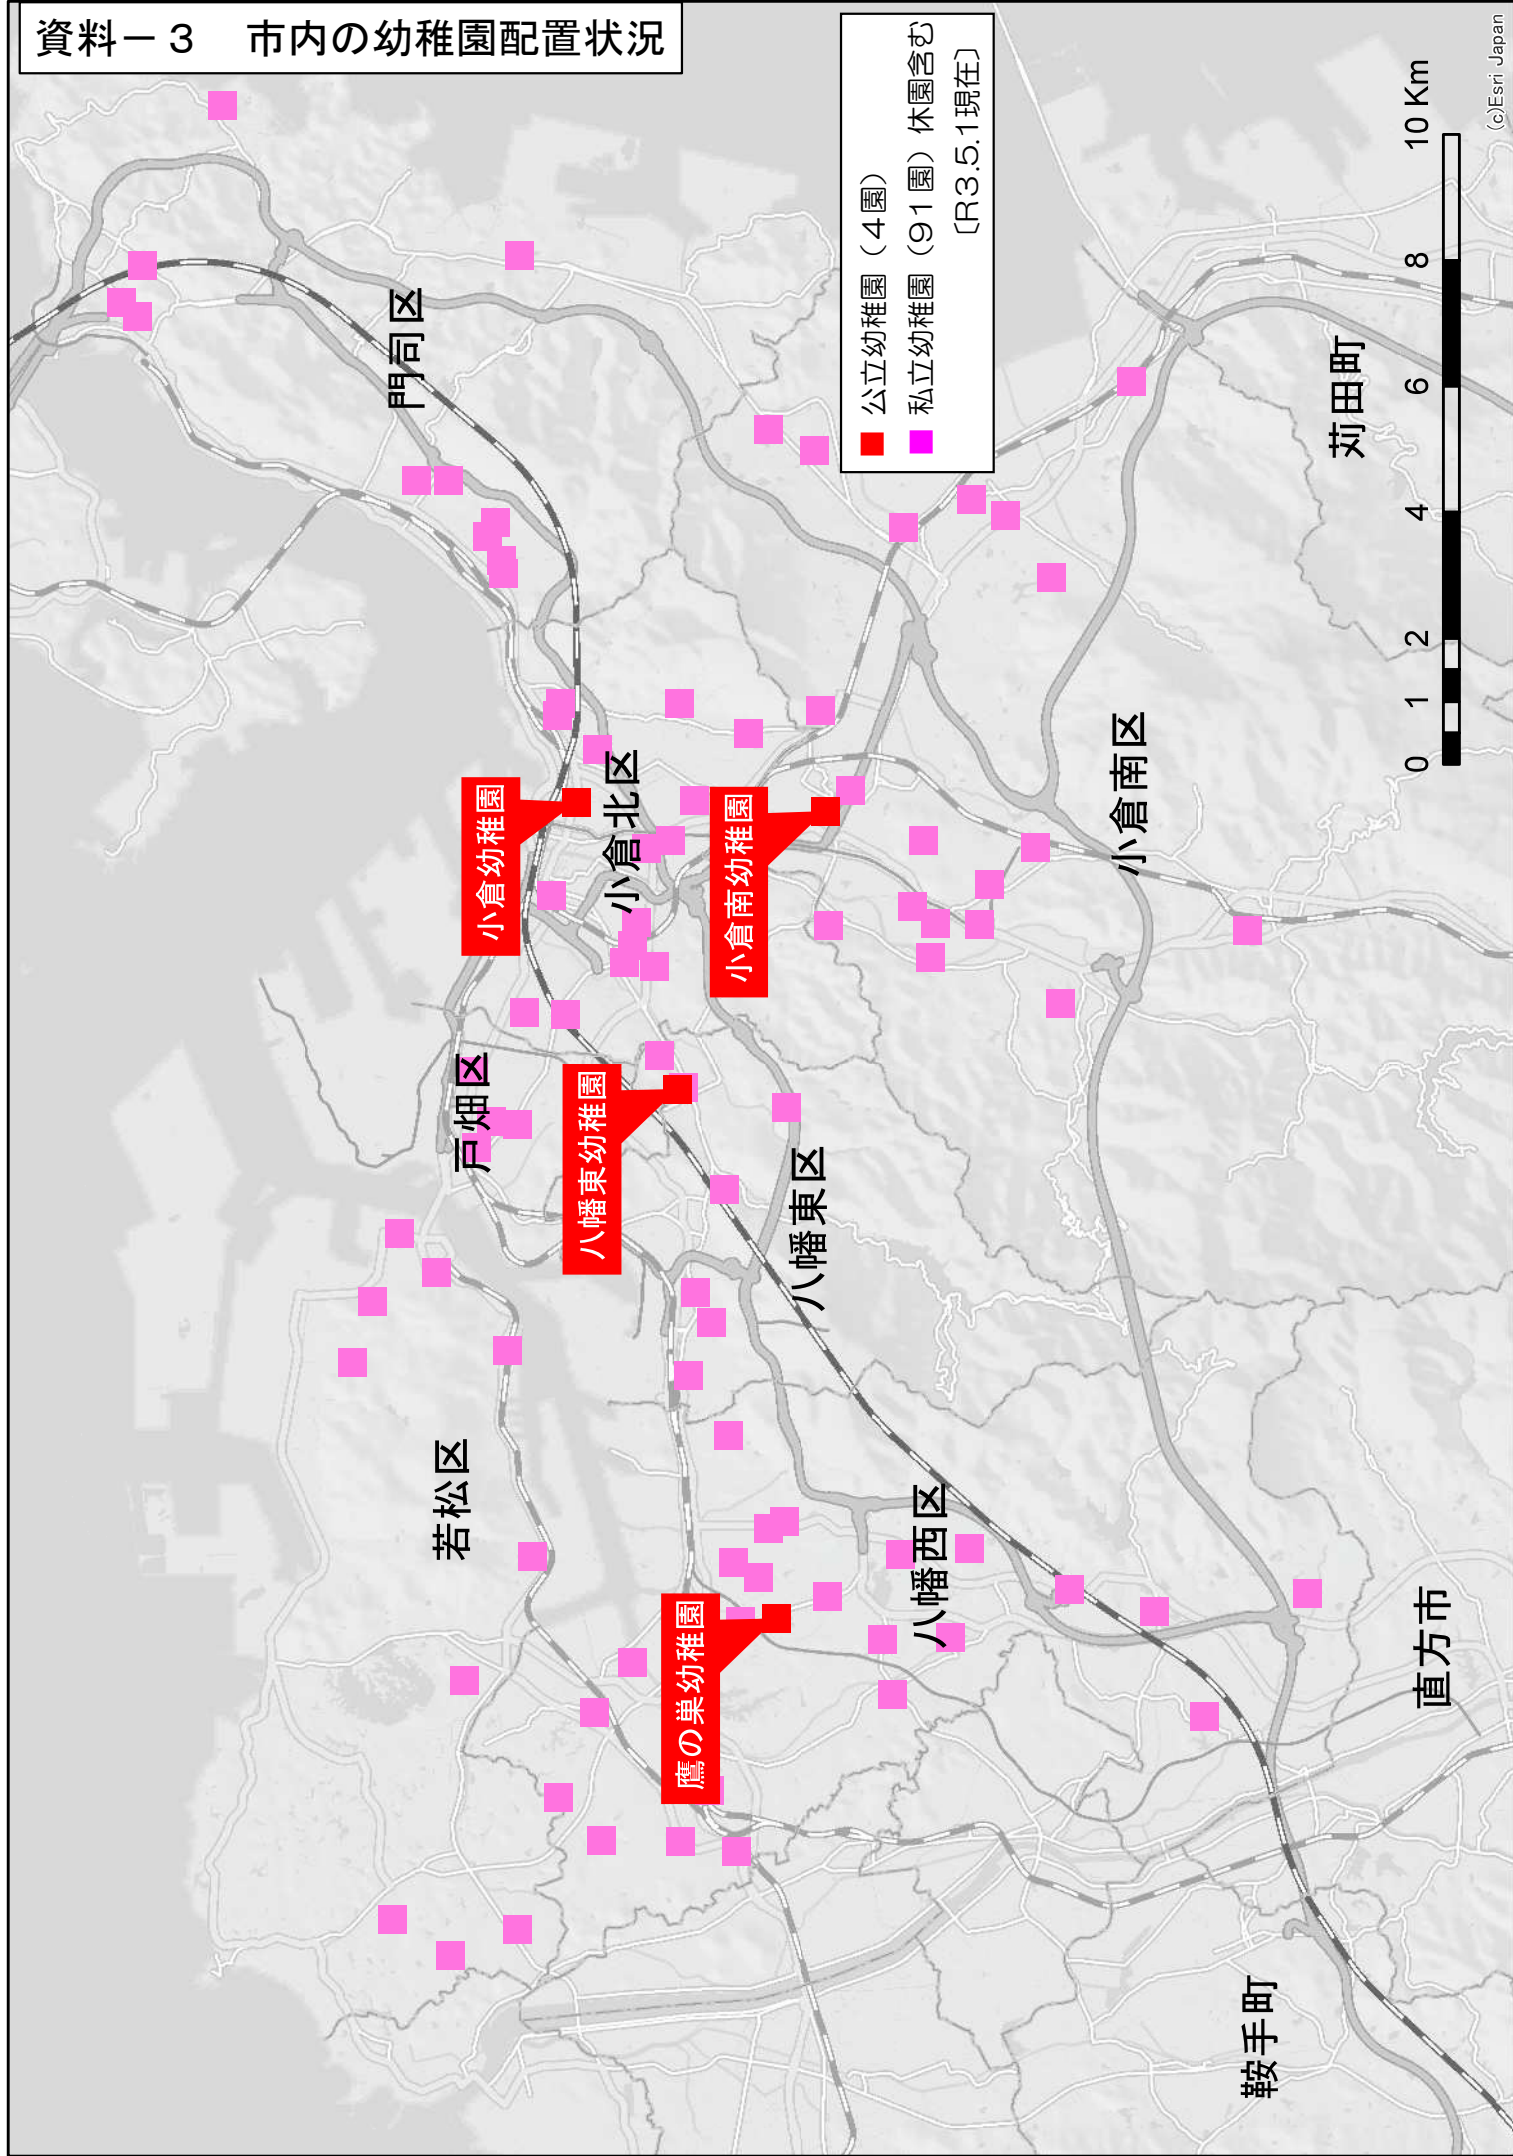 資料－３　市内の幼稚園配置状況
公立幼稚園（４園）
私立幼稚園（９１園）休園含む
〔R3.5.1現在〕
門司区
小倉幼稚園
小倉北区
小倉南幼稚園
小倉南区
苅田町
戸畑区
八幡東幼稚園
八幡東区
若松区
八幡西区
鷹の巣幼稚園
直方市
鞍手町
0 1 2 4 6 8 10 Km
(c)Esri Japan